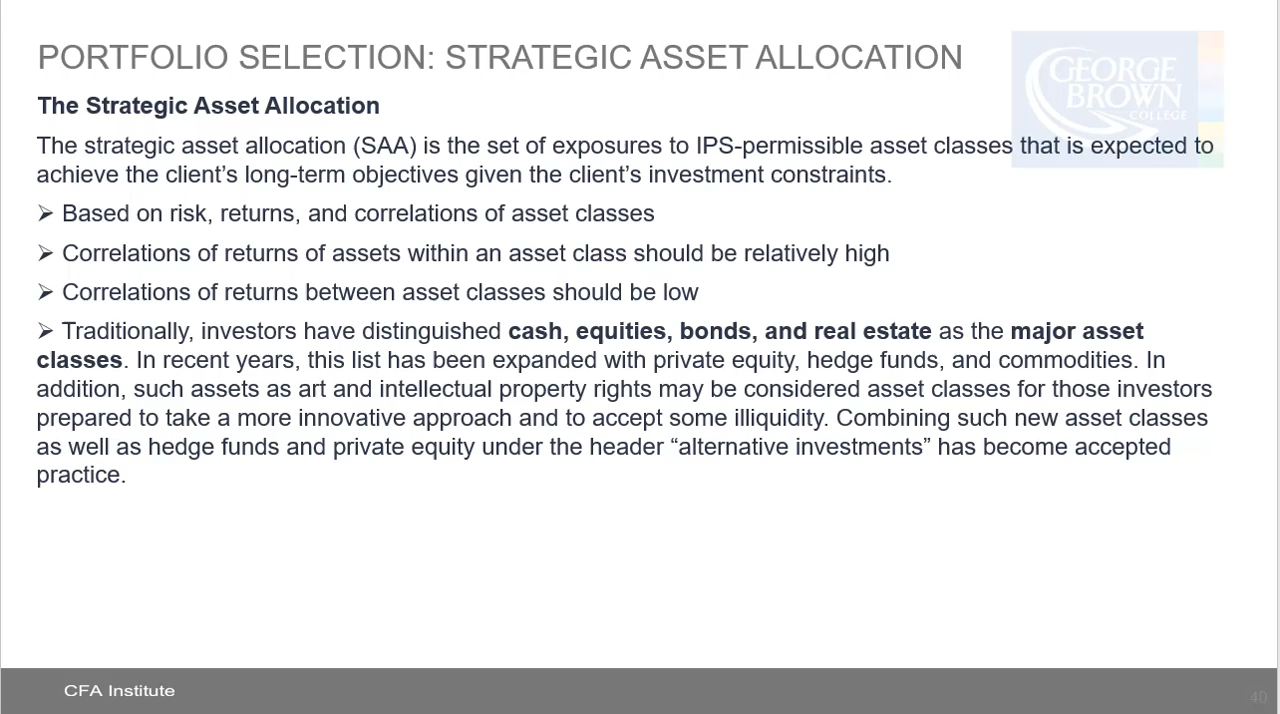 PORTFOLIO SELECTION: STRATEGIC ASSET ALLOCATION
GEORGE
BROWN
COLLEGE
The Strategic Asset Allocation
The strategic asset allocation (SAA) is the set of exposures to IPS-permissible asset classes that is expected to
achieve the client’s long-term objectives given the client’s investment constraints.
➢ Based on risk, returns, and correlations of asset classes
➢ Correlations of returns of assets within an asset class should be relatively high
➢ Correlations of returns between asset classes should be low
➢ Traditionally, investors have distinguished cash, equities, bonds, and real estate as the major asset
classes. In recent years, this list has been expanded with private equity, hedge funds, and commodities. In
addition, such assets as art and intellectual property rights may be considered asset classes for those investors
prepared to take a more innovative approach and to accept some illiquidity. Combining such new asset classes
as well as hedge funds and private equity under the header “alternative investments” has become accepted
practice.
CFA Institute
40